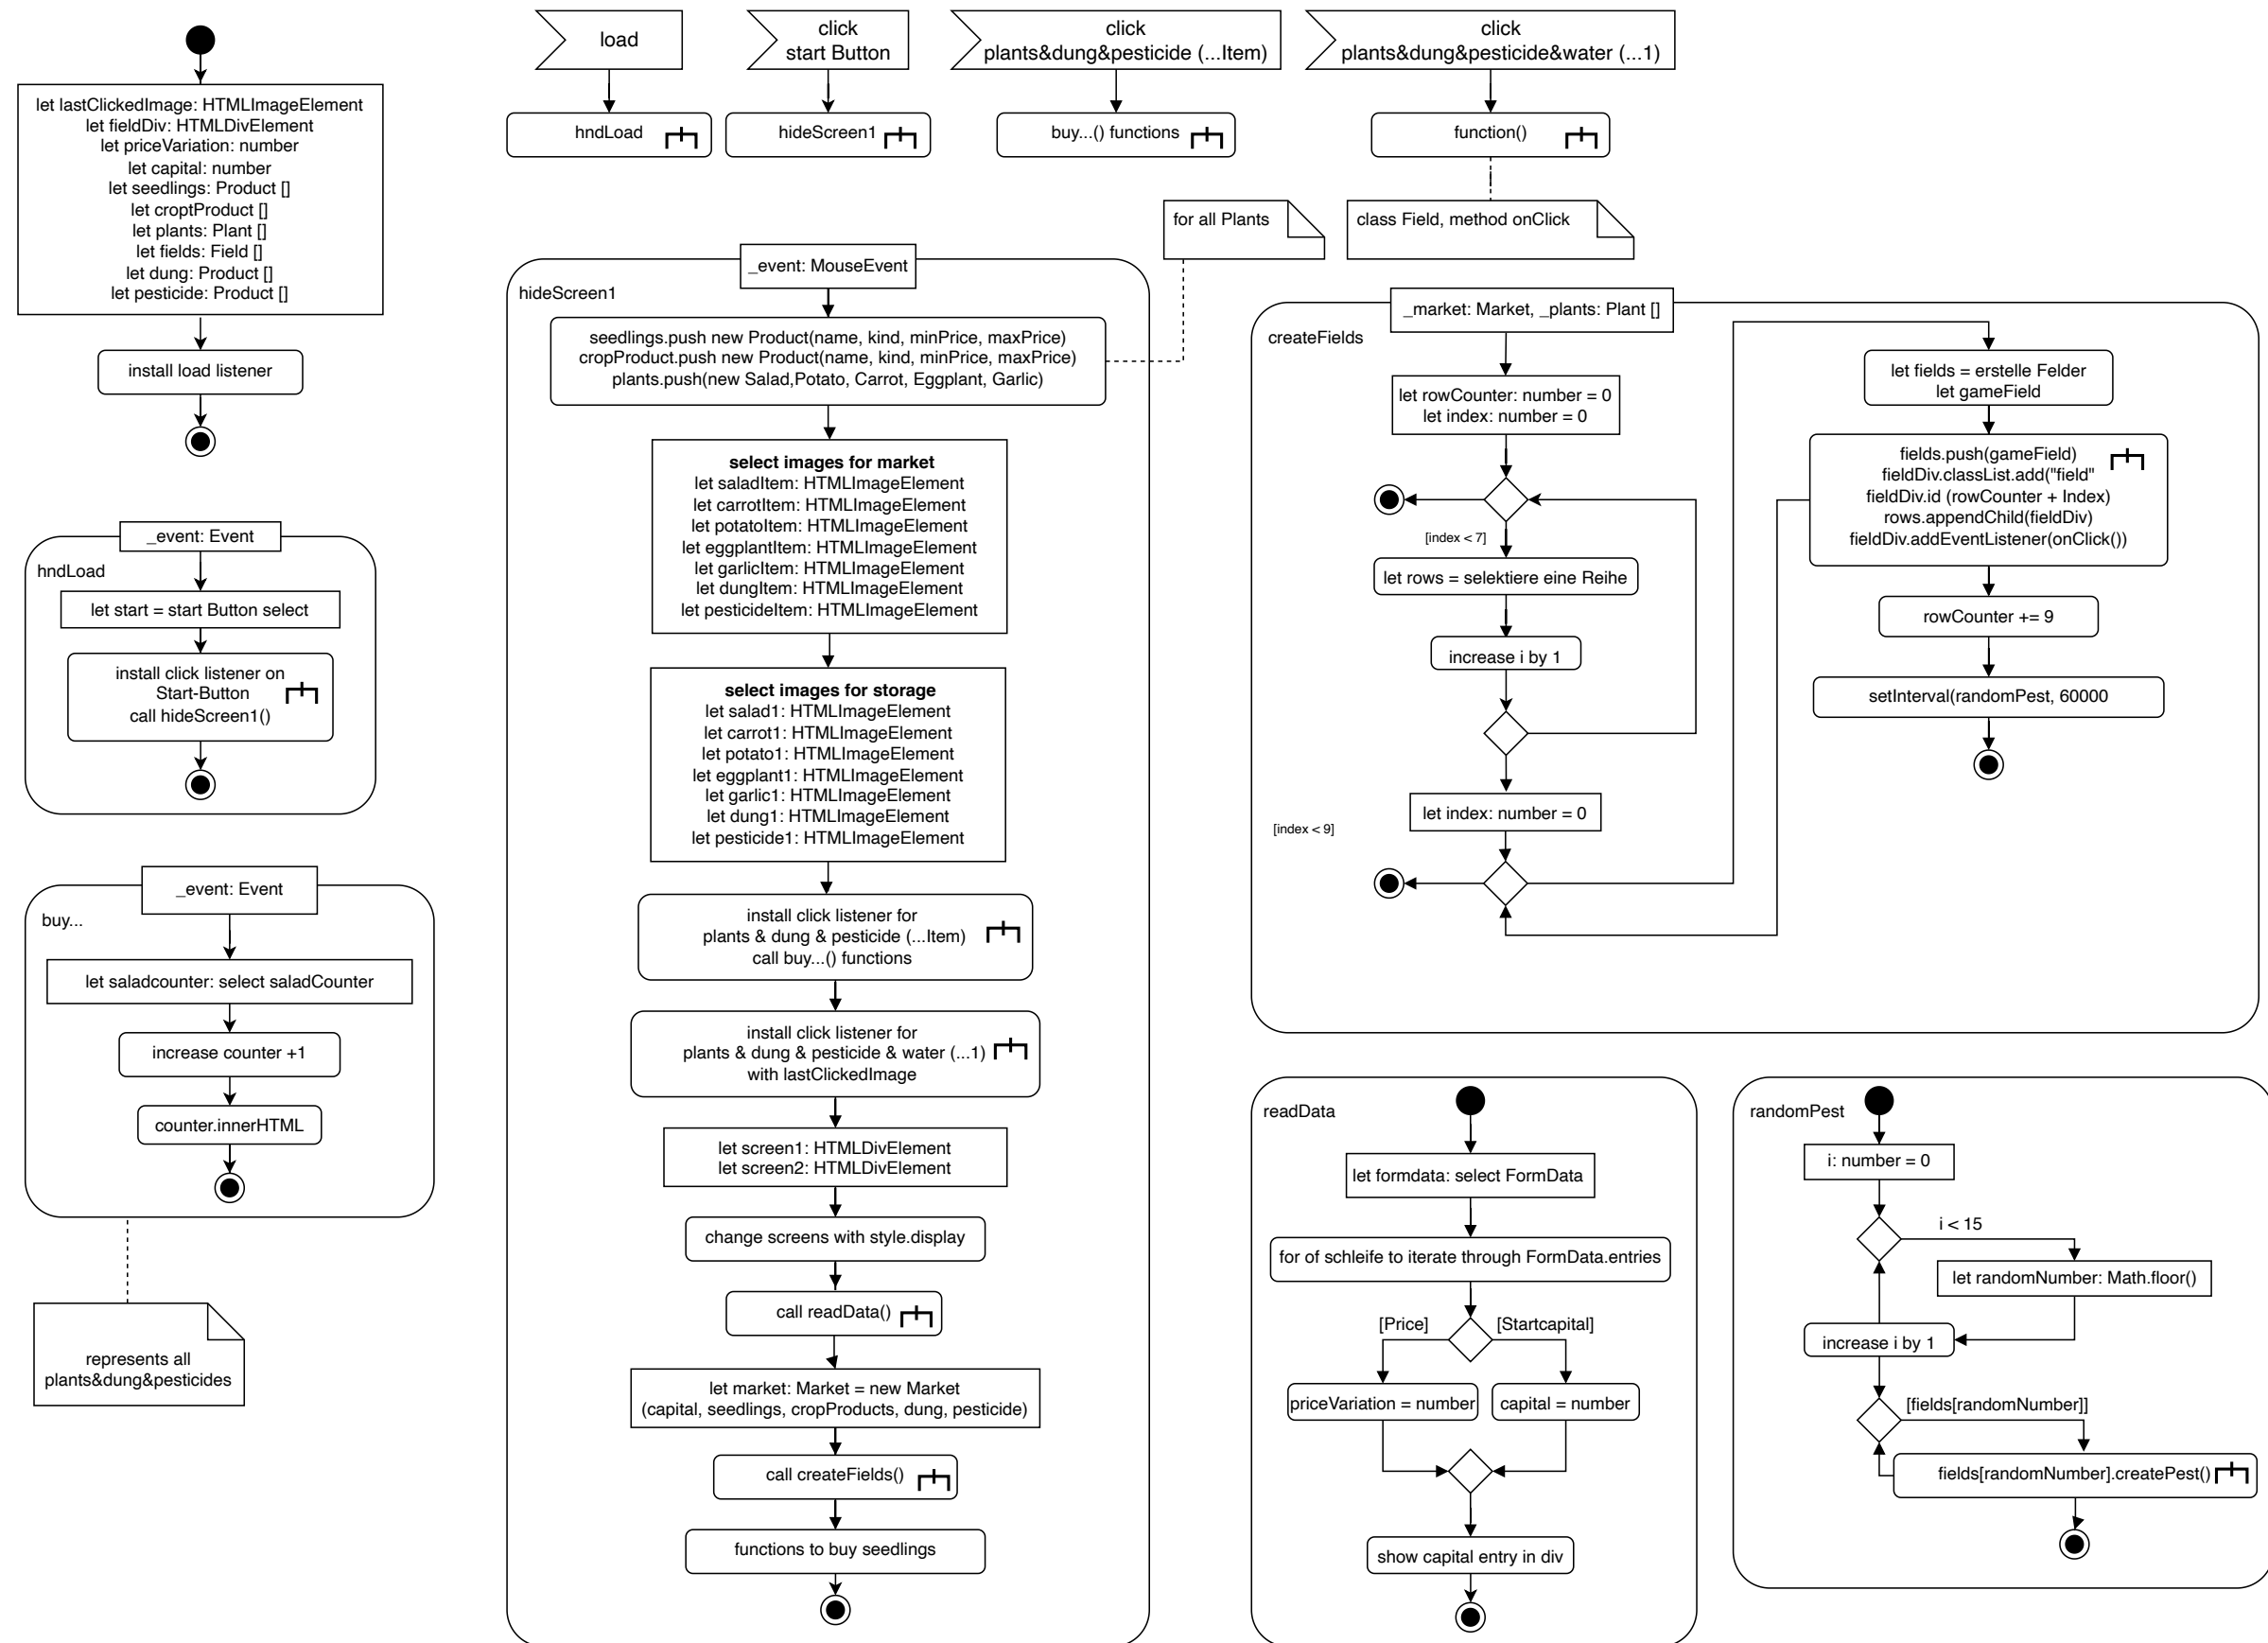 let lastClickedImage: HTMLImageElement
let fieldDiv: HTMLDivElement
let priceVariation: number
let capital: number
let seedlings: Product []
let croptProduct []
let plants: Plant []
let fields: Field []
let dung: Product []
let pesticide: Product []
install load listener
_event: Event
hndLoad
let start = start Button select
install click listener on
Start-Button
call hideScreen1()
_event: Event
buy...
let saladcounter: select saladCounter
increase counter +1
counter.innerHTML
represents all
plants&dung&pesticides
load
hndLoad
click
start Button
hideScreen1
click
plants&dung&pesticide (...Item)
buy...() functions
click
plants&dung&pesticide&water (...1)
function()
for all Plants
class Field, method onClick
_event: MouseEvent
hideScreen1
seedlings.push new Product(name, kind, minPrice, maxPrice)
cropProduct.push new Product(name, kind, minPrice, maxPrice)
plants.push(new Salad,Potato, Carrot, Eggplant, Garlic)
select images for market
let saladItem: HTMLImageElement
let carrotItem: HTMLImageElement
let potatoItem: HTMLImageElement
let eggplantItem: HTMLImageElement
let garlicItem: HTMLImageElement
let dungItem: HTMLImageElement
let pesticideItem: HTMLImageElement
select images for storage
let salad1: HTMLImageElement
let carrot1: HTMLImageElement
let potato1: HTMLImageElement
let eggplant1: HTMLImageElement
let garlic1: HTMLImageElement
let dung1: HTMLImageElement
let pesticide1: HTMLImageElement
install click listener for
plants & dung & pesticide (...Item)
call buy...() functions
install click listener for
plants & dung & pesticide & water (...1)
with lastClickedImage
let screen1: HTMLDivElement
let screen2: HTMLDivElement
change screens with style.display
call readData()
let market: Market = new Market
(capital, seedlings, cropProducts, dung, pesticide)
call createFields()
functions to buy seedlings
_market: Market, _plants: Plant []
createFields
let rowCounter: number = 0
let index: number = 0
[index < 7]
let rows = selektiere eine Reihe
increase i by 1
let index: number = 0
[index < 9]
let fields = erstelle Felder
let gameField
fields.push(gameField)
fieldDiv.classList.add("field"
fieldDiv.id (rowCounter + Index)
rows.appendChild(fieldDiv)
fieldDiv.addEventListener(onClick())
rowCounter += 9
setInterval(randomPest, 60000
readData
let formdata: select FormData
for of schleife to iterate through FormData.entries
[Price]
[Startcapital]
priceVariation = number
capital = number
show capital entry in div
randomPest
i: number = 0
i < 15
let randomNumber: Math.floor()
increase i by 1
[fields[randomNumber]]
fields[randomNumber].createPest()